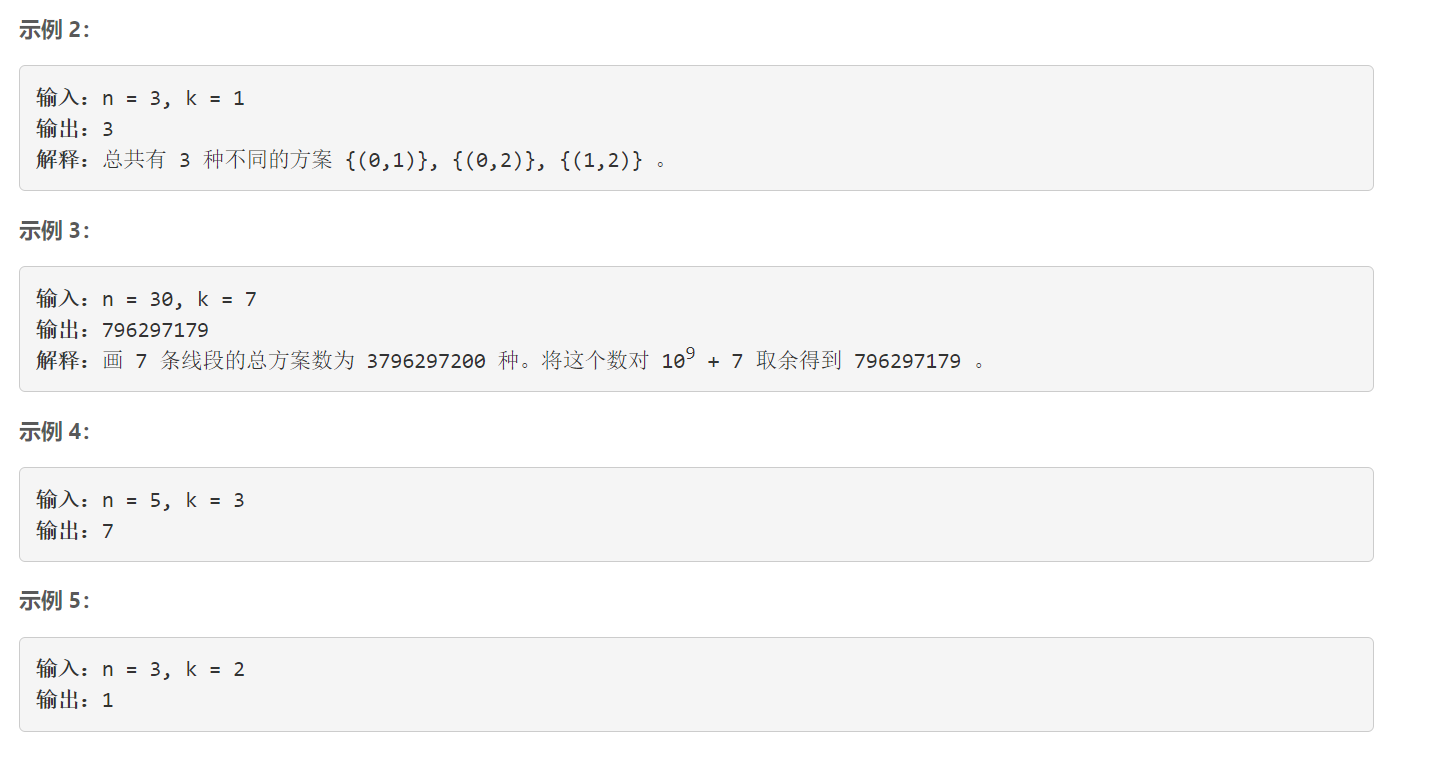 示例 2：
输入：n = 3, k = 1
输出：3
解释：总共有 3 种不同的方案 {(0,1)}, {(0,2)}, {(1,2)} 。
示例 3：
输入：n = 30, k = 7
输出：796297179
解释：画 7 条线段的总方案数为 3796297200 种。将这个数对 10⁹ + 7 取余得到 796297179 。
示例 4：
输入：n = 5, k = 3
输出：7
示例 5：
输入：n = 3, k = 2
输出：1